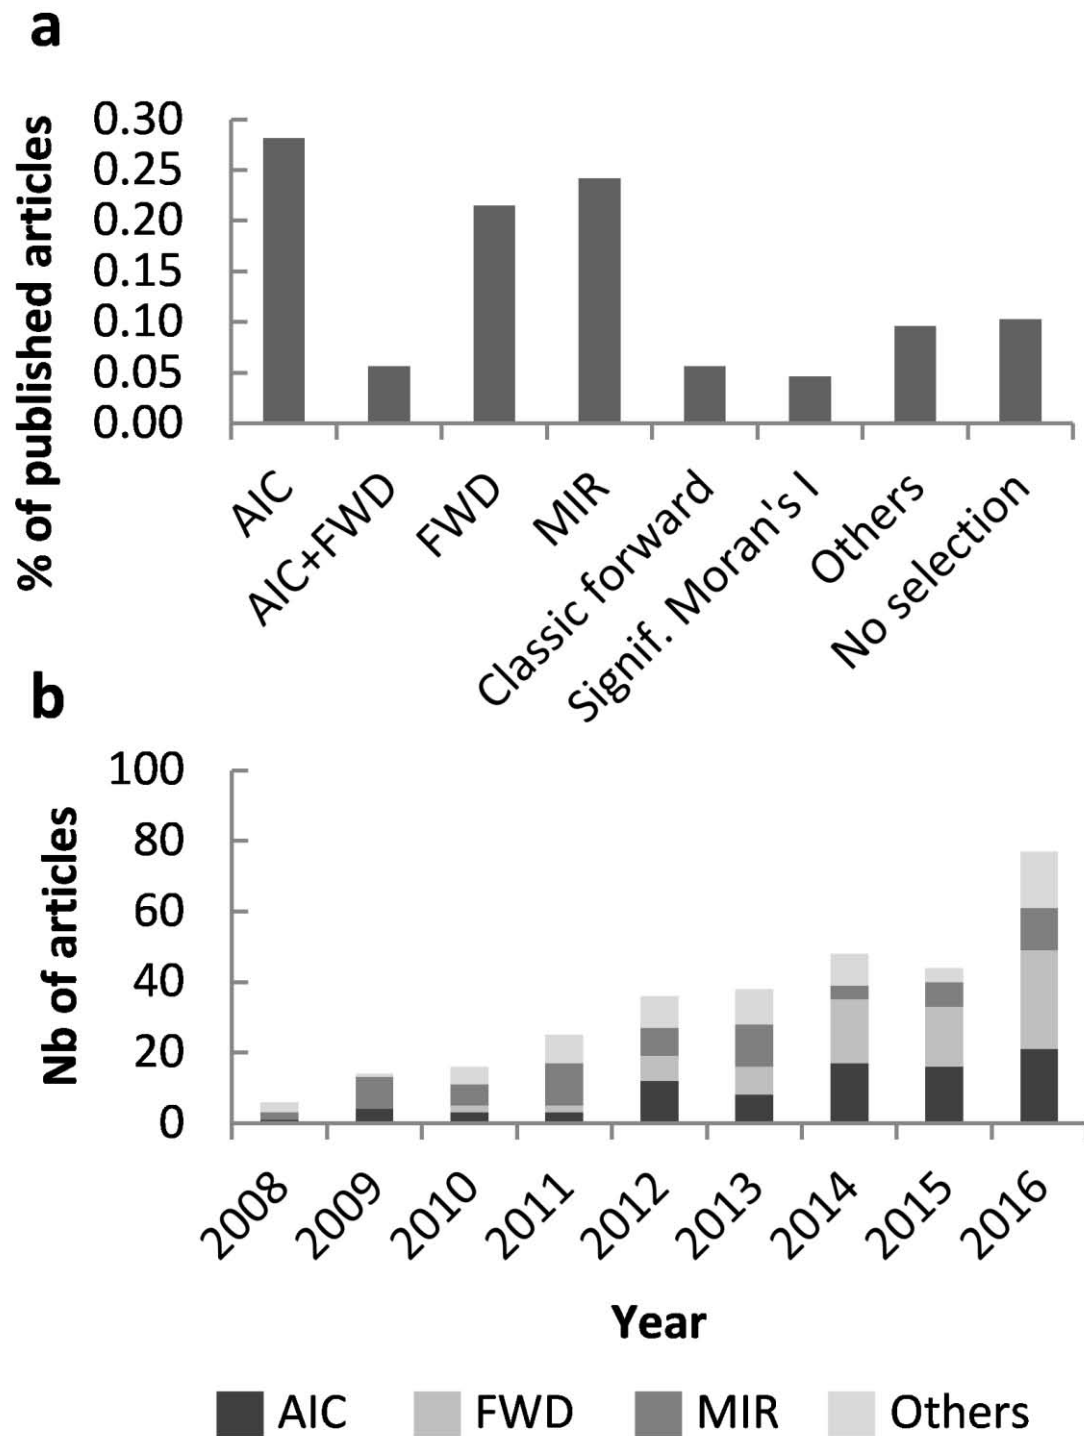 a
% of published articles
0.30
0.25
0.20
0.15
0.10
0.05
0.00
AIC
AIC+FWD
FWD
MIR
Classic forward
Signif. Moran's I
Others
No selection
b
Nb of articles
100
80
60
40
20
0
2008
2009
2010
2011
2012
2013
2014
2015
2016
Year
AIC FWD MIR Others